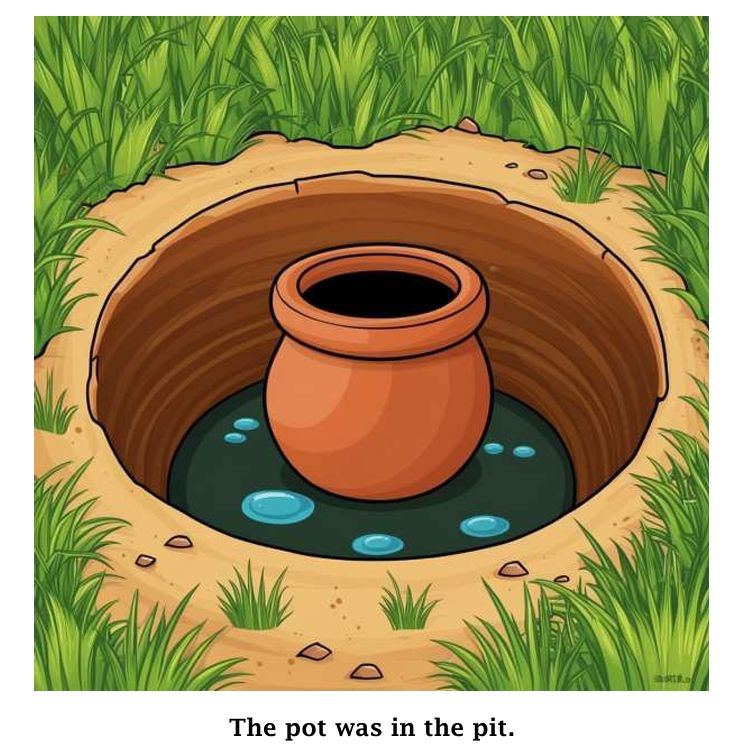 The pot was in the pit.